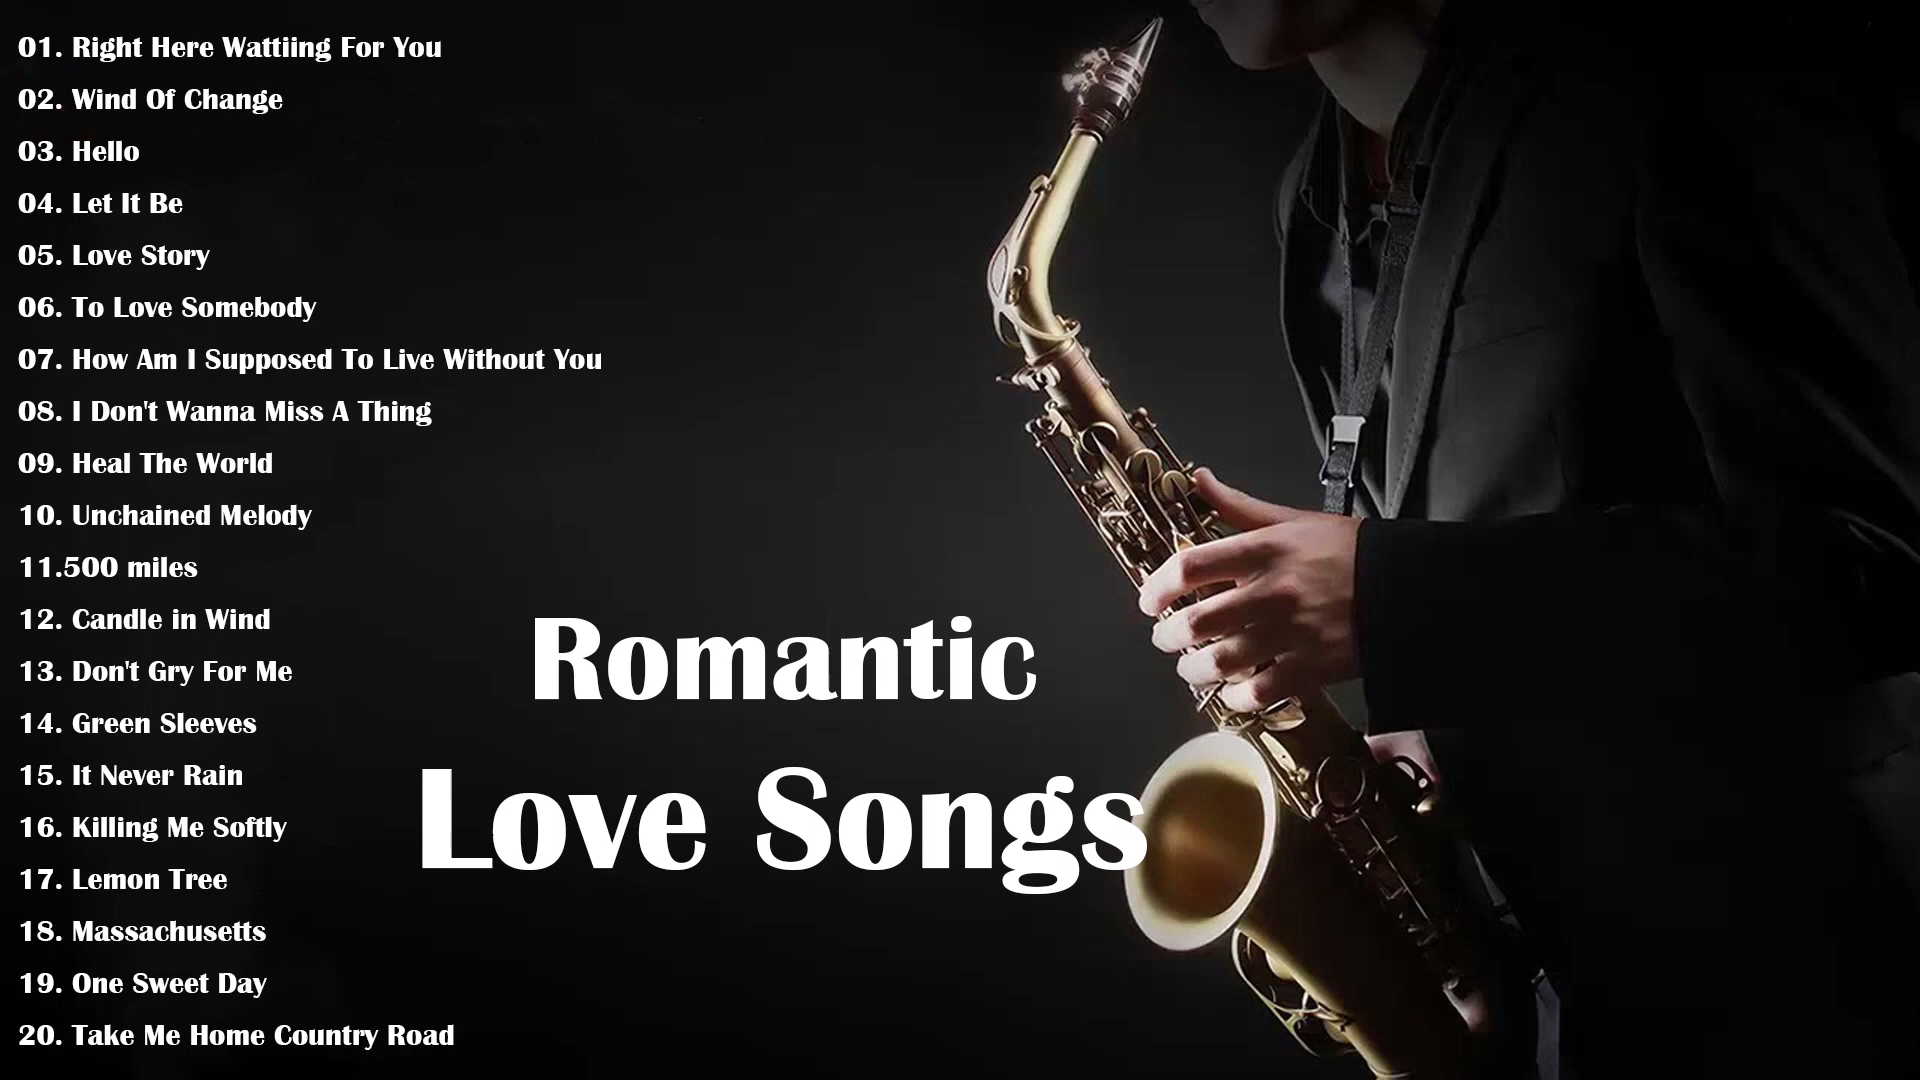 01. Right Here Wattiing For You
02. Wind Of Change
03. Hello
04. Let It Be
05. Love Story
06. To Love Somebody
07. How Am I Supposed To Live Without You
08. I Don't Wanna Miss A Thing
09. Heal The World
10. Unchained Melody
11.500 miles
12. Candle in Wind
13. Don't Gry For Me
14. Green Sleeves
15. It Never Rain
16. Killing Me Softly
17. Lemon Tree
18. Massachusetts
19. One Sweet Day
20. Take Me Home Country Road
Romantic
Love Songs